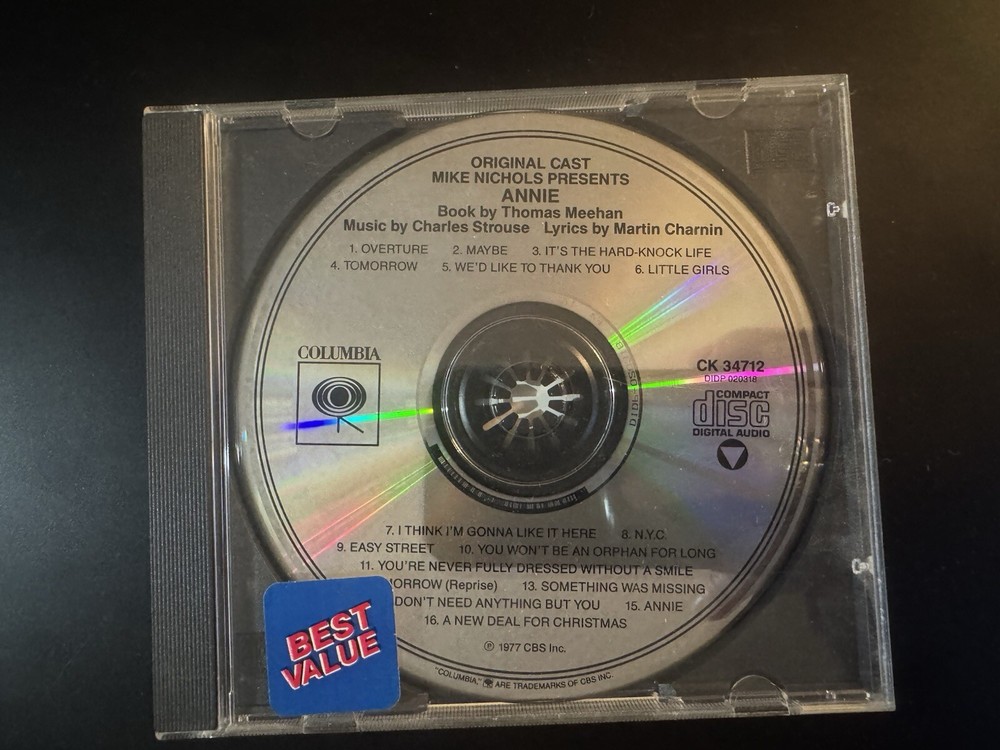 ORIGINAL CAST
MIKE NICHOLS PRESENTS
ANNIE
Book by Thomas Meehan
Music by Charles Strouse Lyrics by Martin Charnin
1. OVERTURE 2. MAYBE 3. IT'S THE HARD-KNOCK LIFE
4. TOMORROW 5. WE'D LIKE TO THANK YOU 6. LITTLE GIRLS
COLUMBIA
CK 34712
DIDP 020318
COMPACT
disc
DIGITAL AUDIO
7. I THINK I'M GONNA LIKE IT HERE 8. N.Y.C.
9. EASY STREET 10. YOU WON'T BE AN ORPHAN FOR LONG
11. YOU'RE NEVER FULLY DRESSED WITHOUT A SMILE
ORROW (Reprise) 13. SOMETHING WAS MISSING
DON'T NEED ANYTHING BUT YOU 15. ANNIE
16. A NEW DEAL FOR CHRISTMAS
℗ 1977 CBS Inc.
"COLUMBIA," ARE TRADEMARKS OF CBS INC.
BEST
VALUE